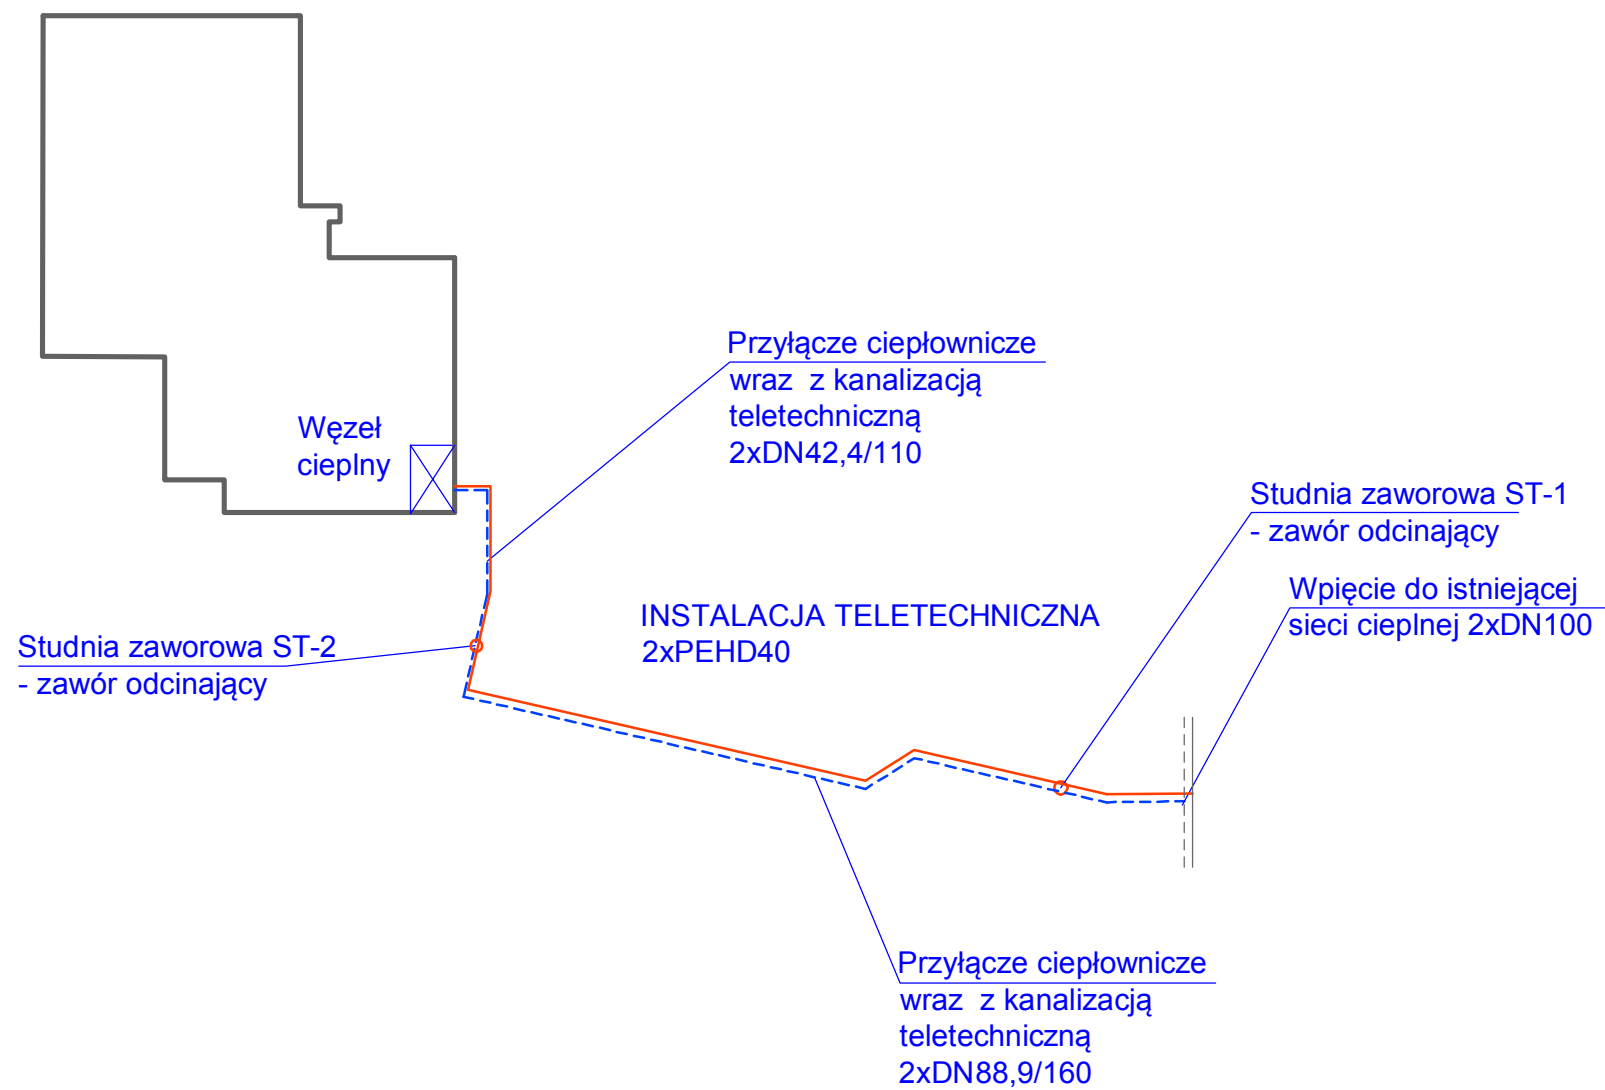 Przyłącze ciepłownicze
wraz z kanalizacją
teletechniczną
2xDN42,4/110
Węzeł
cieplny
Studnia zaworowa ST-1
- zawór odcinający
Wpięcie do istniejącej
sieci cieplnej 2xDN100
INSTALACJA TELETECHNICZNA
2xPEHD40
Studnia zaworowa ST-2
- zawór odcinający
Przyłącze ciepłownicze
wraz z kanalizacją
teletechniczną
2xDN88,9/160